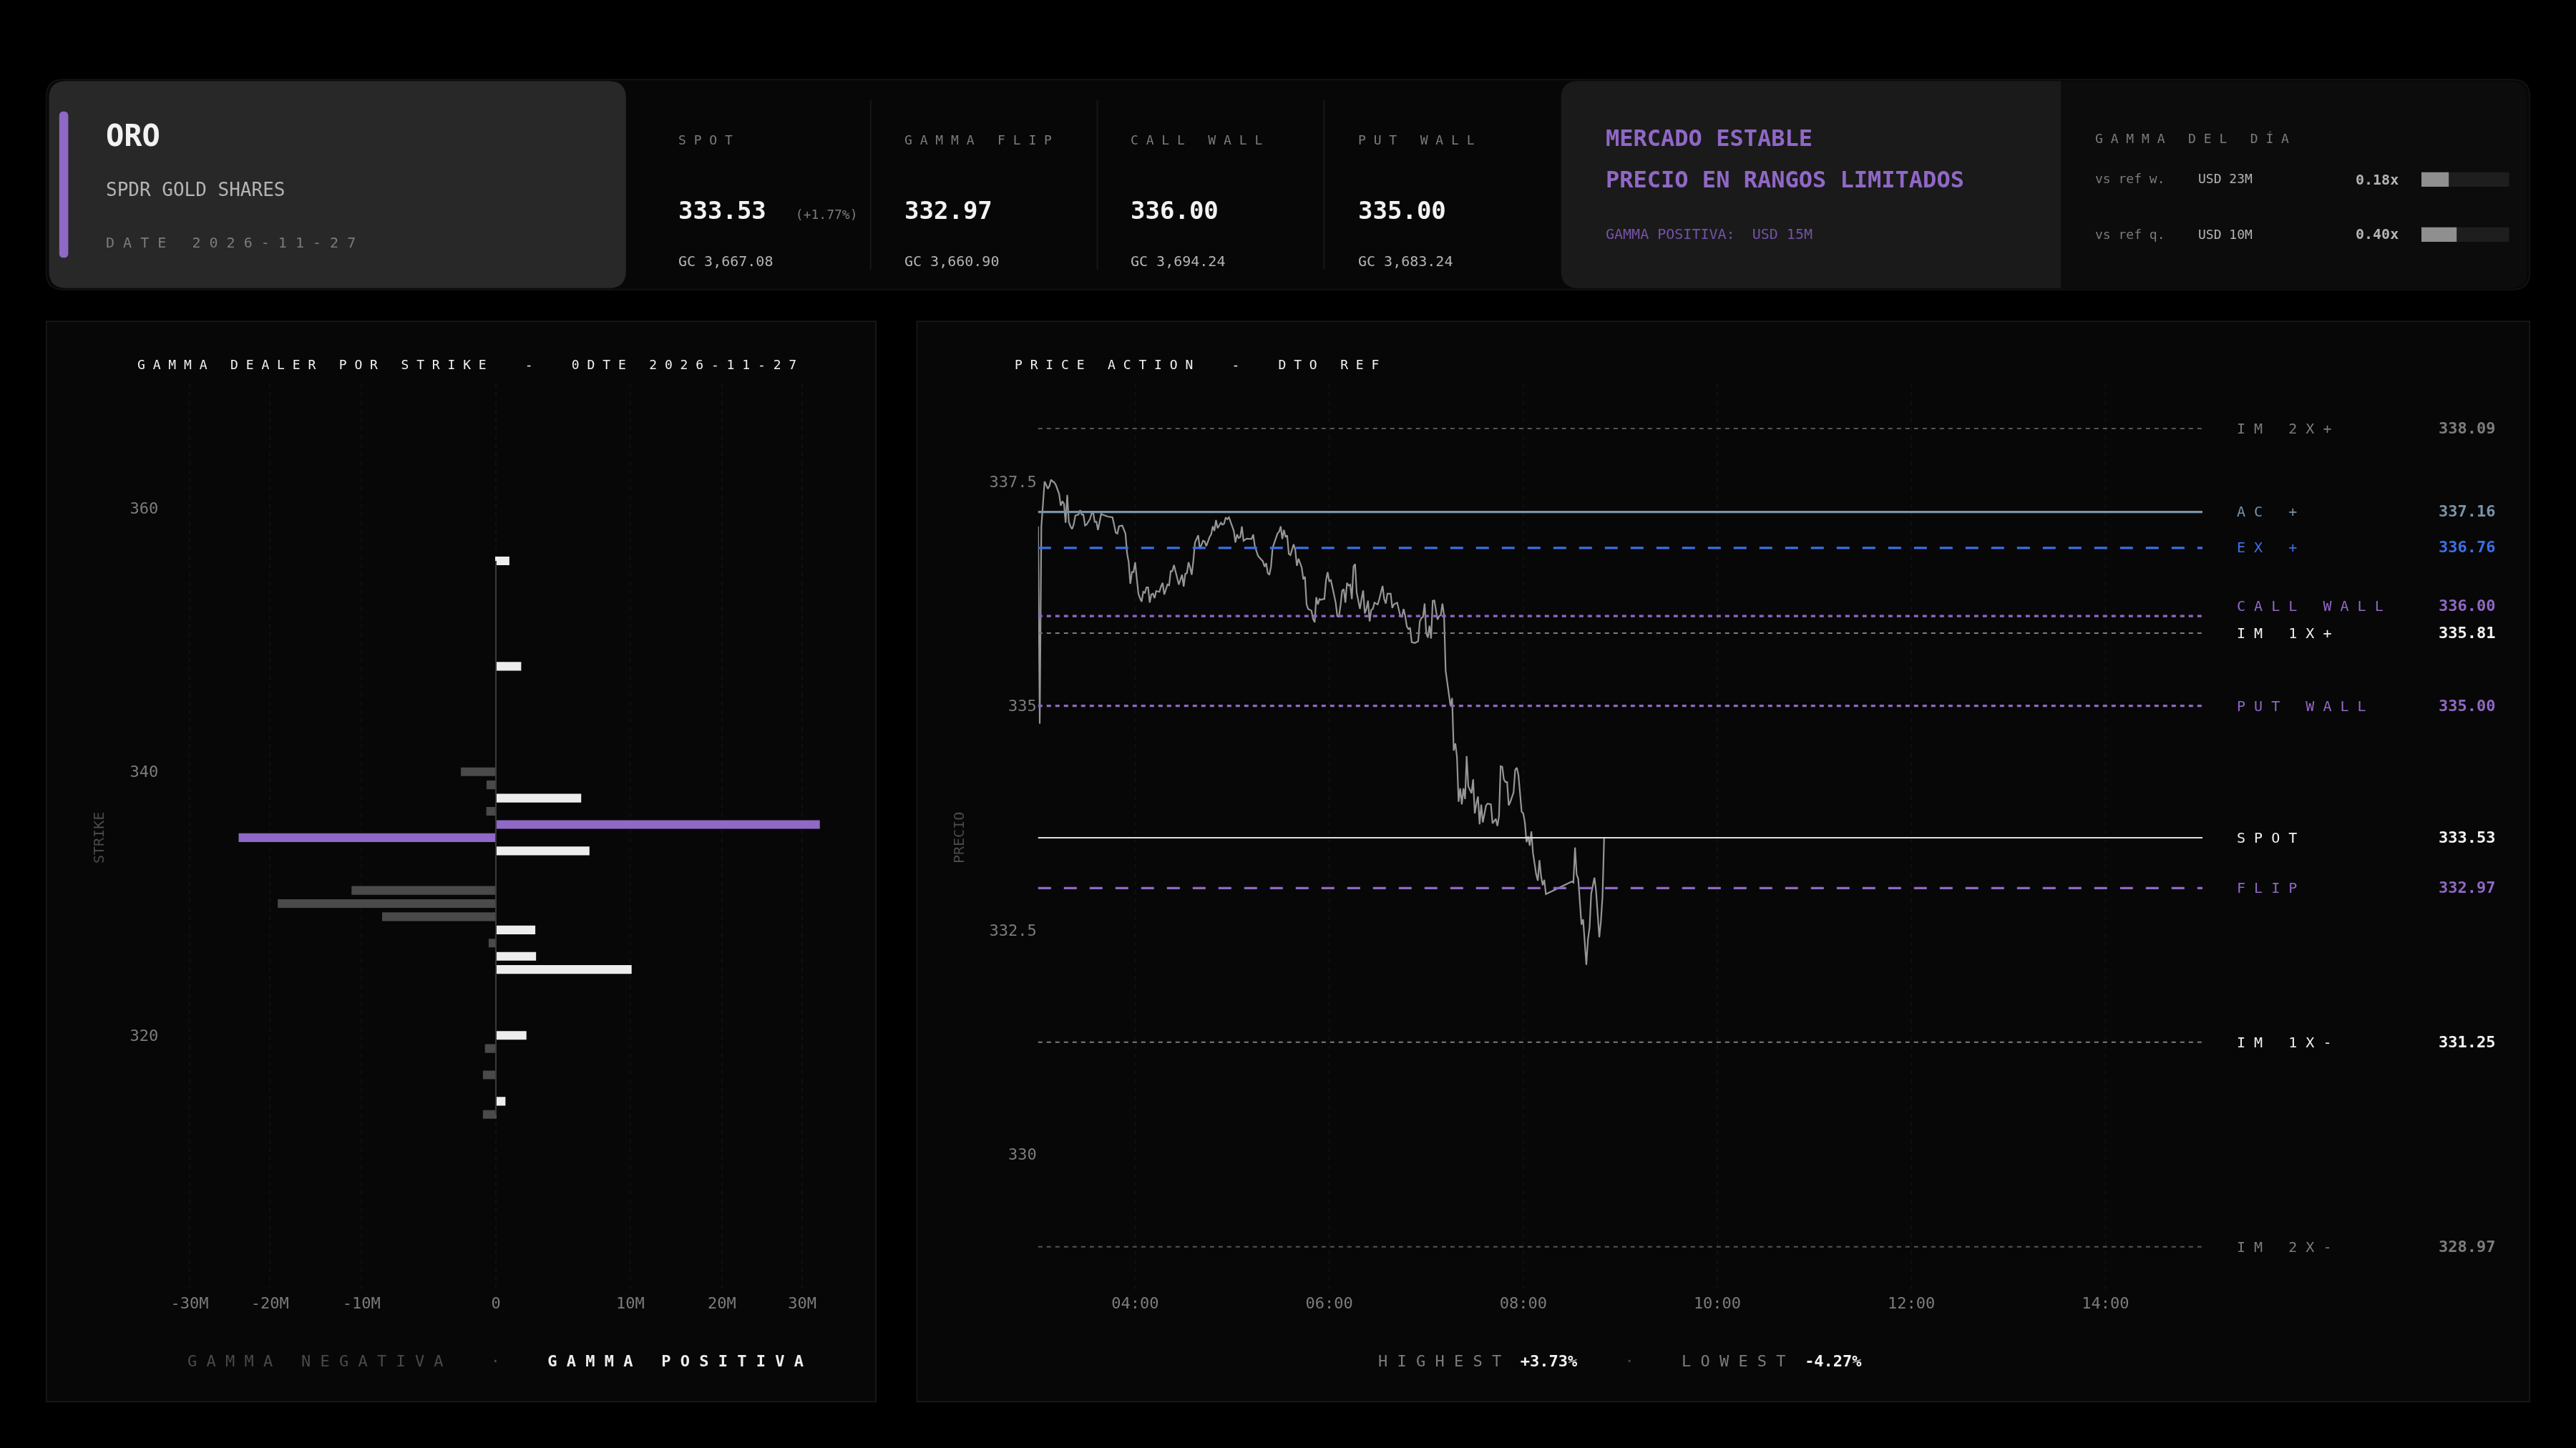 ORO
SPDR GOLD SHARES
DATE 2026-11-27
SPOT
333.53 (+1.77%)
GC 3,667.08
GAMMA FLIP
332.97
GC 3,660.90
CALL WALL
336.00
GC 3,694.24
PUT WALL
335.00
GC 3,683.24
MERCADO ESTABLE
PRECIO EN RANGOS LIMITADOS
GAMMA POSITIVA: USD 15M
GAMMA DEL DÍA
vs ref w. USD 23M 0.18x
vs ref q. USD 10M 0.40x
GAMMA DEALER POR STRIKE - 0DTE 2026-11-27
STRIKE
360
340
320
-30M -20M -10M 0 10M 20M 30M
GAMMA NEGATIVA · GAMMA POSITIVA
PRICE ACTION - DTO REF
PRECIO
337.5
335
332.5
330
IM 2X+ 338.09
AC + 337.16
EX + 336.76
CALL WALL 336.00
IM 1X+ 335.81
PUT WALL 335.00
SPOT 333.53
FLIP 332.97
IM 1X- 331.25
IM 2X- 328.97
04:00 06:00 08:00 10:00 12:00 14:00
HIGHEST +3.73% · LOWEST -4.27%